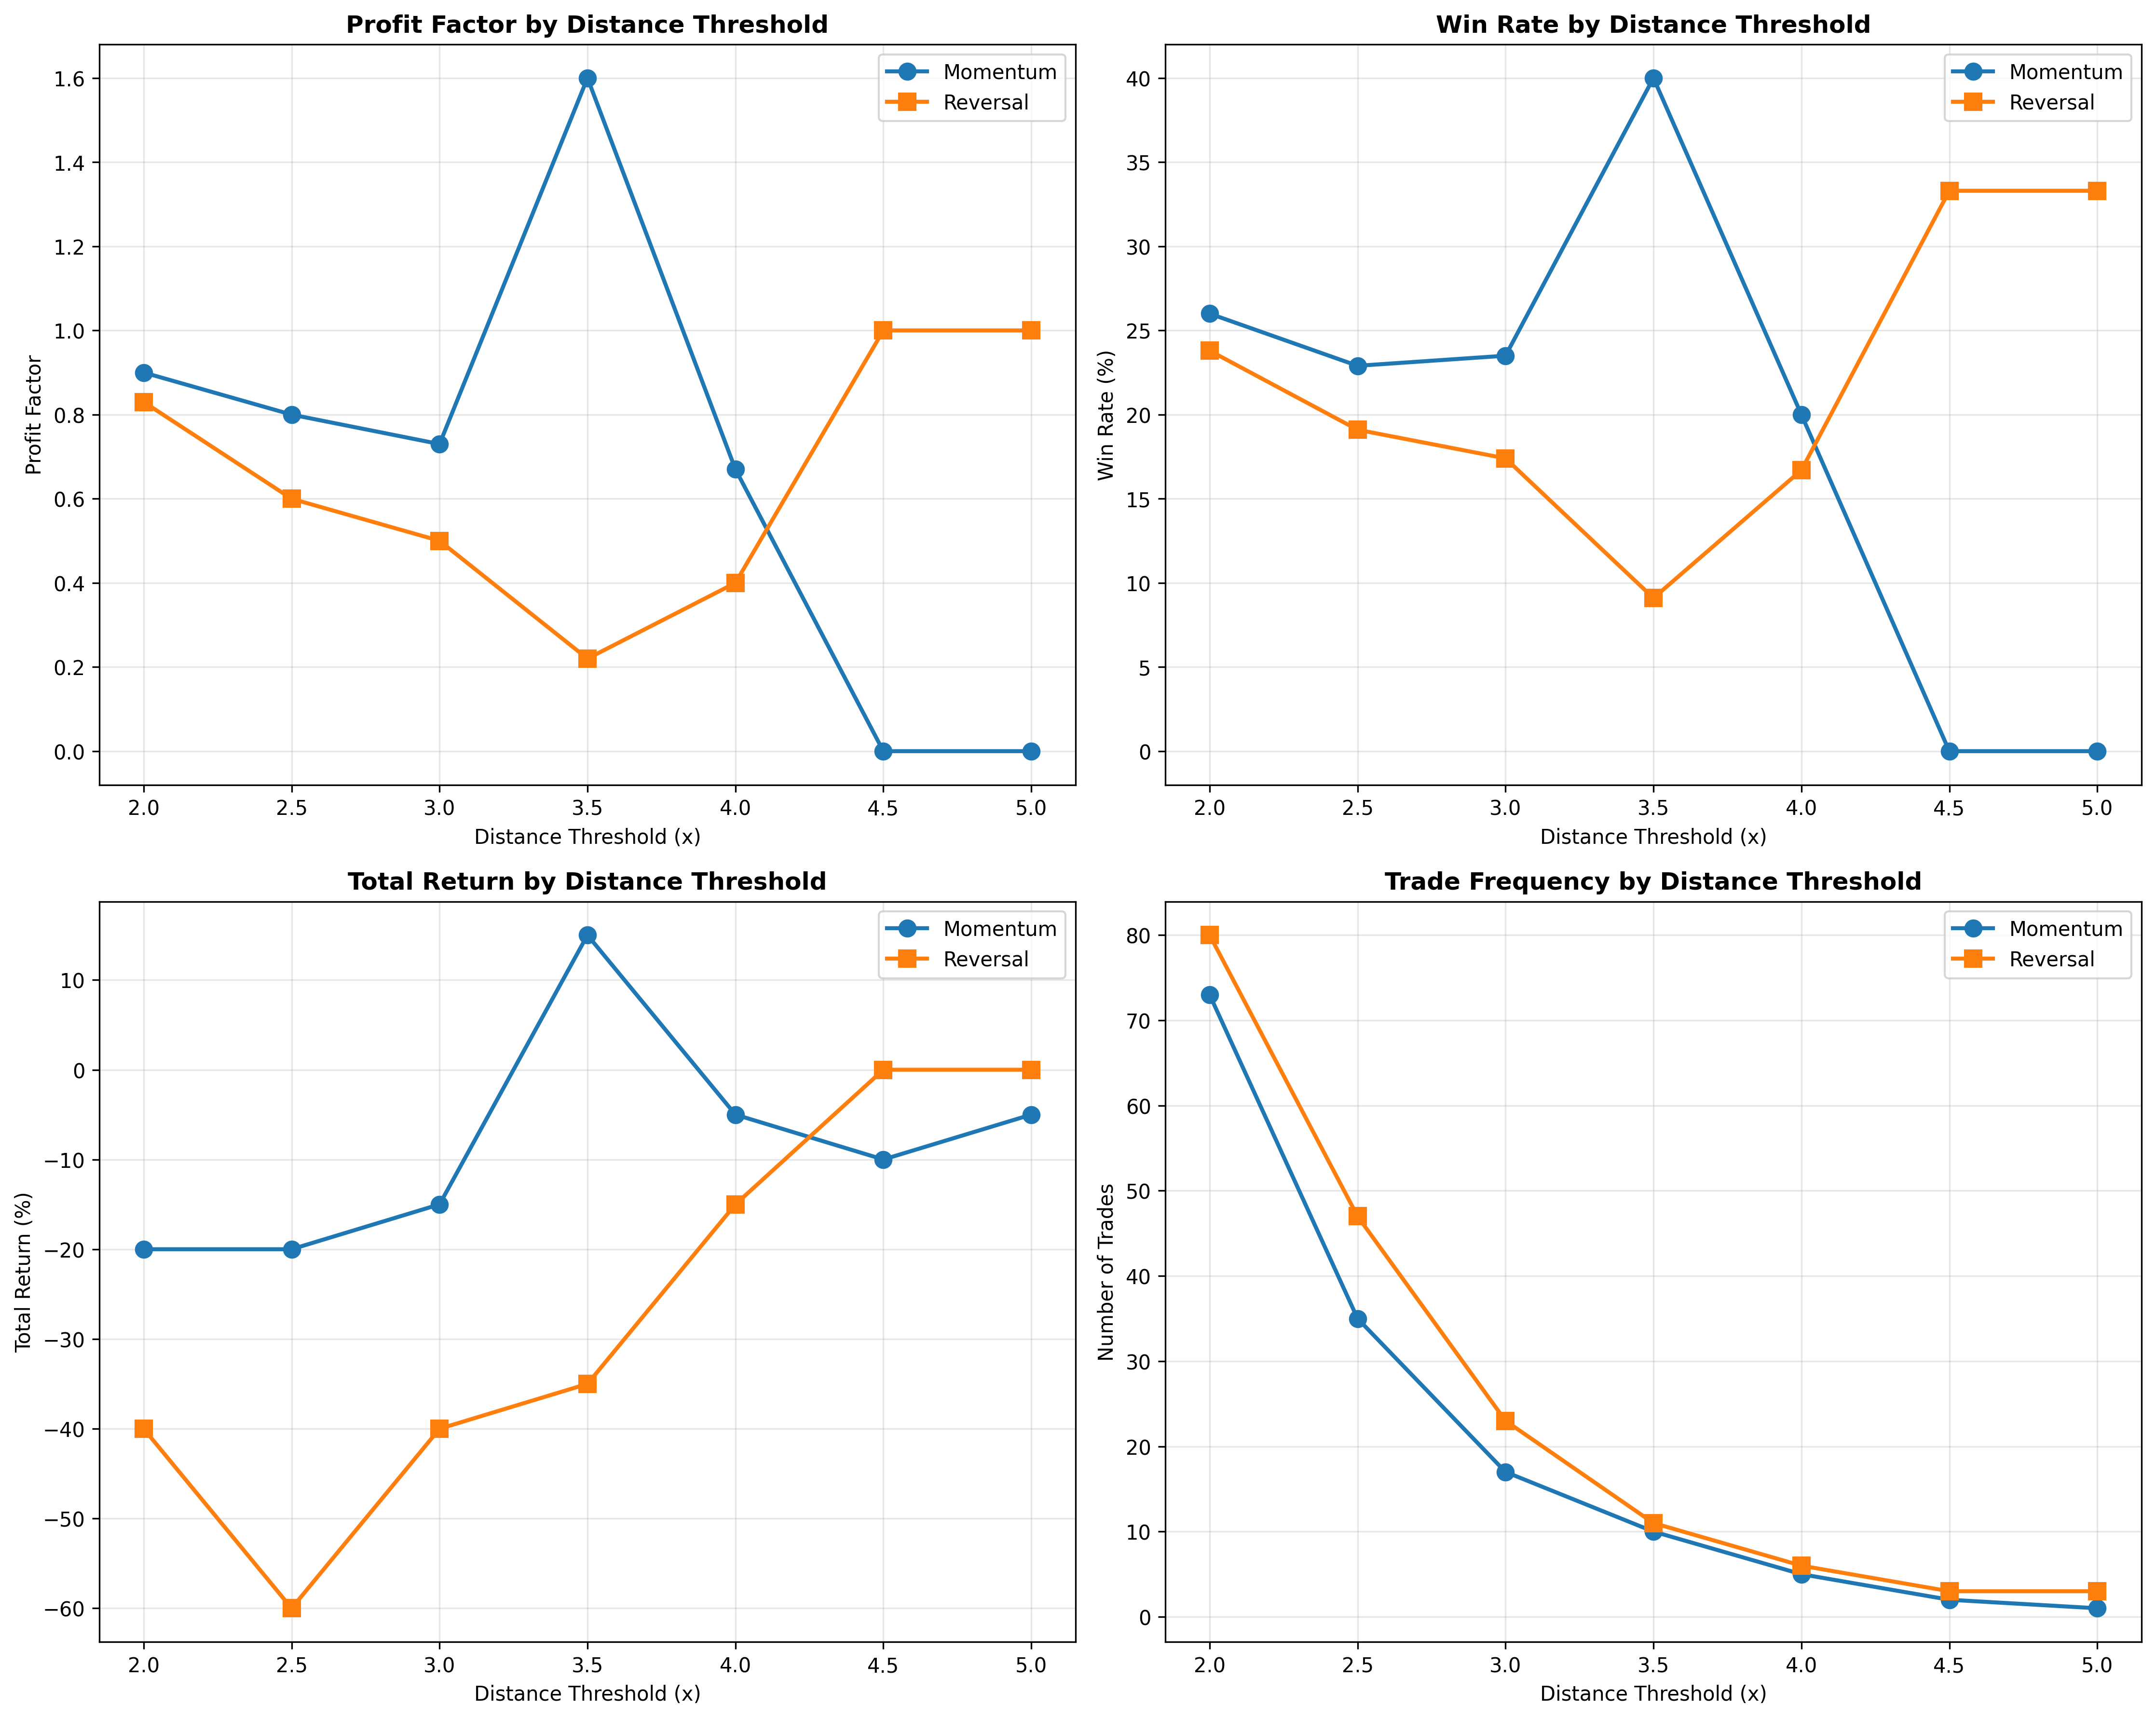 Profit Factor by Distance Threshold
1.6
1.4
1.2
1.0
0.8
0.6
0.4
0.2
0.0
Profit Factor
Momentum
Reversal
2.0 2.5 3.0 3.5 4.0 4.5 5.0
Distance Threshold (x)
Win Rate by Distance Threshold
40
35
30
25
20
15
10
5
0
Win Rate (%)
Momentum
Reversal
2.0 2.5 3.0 3.5 4.0 4.5 5.0
Distance Threshold (x)
Total Return by Distance Threshold
10
0
−10
−20
−30
−40
−50
−60
Total Return (%)
Momentum
Reversal
2.0 2.5 3.0 3.5 4.0 4.5 5.0
Distance Threshold (x)
Trade Frequency by Distance Threshold
80
70
60
50
40
30
20
10
0
Number of Trades
Momentum
Reversal
2.0 2.5 3.0 3.5 4.0 4.5 5.0
Distance Threshold (x)